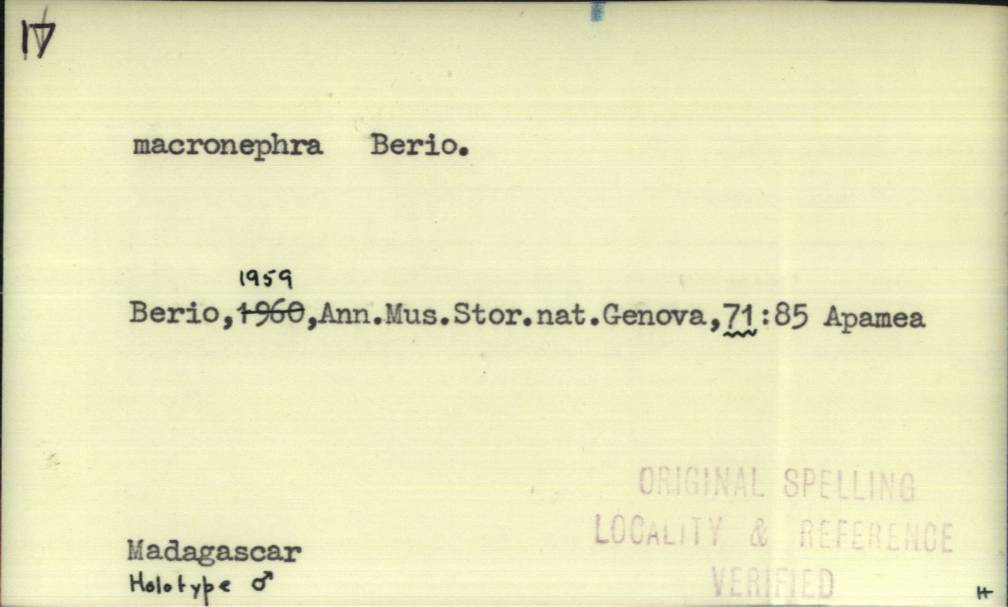 17
macronephra Berio.
1959
Berio,1960,Ann.Mus.Stor.nat.Genova,71:85 Apamea
ORIGINAL SPELLING
LOCALITY & REFERENCE
VERIFIED
Madagascar
Holotype ♂